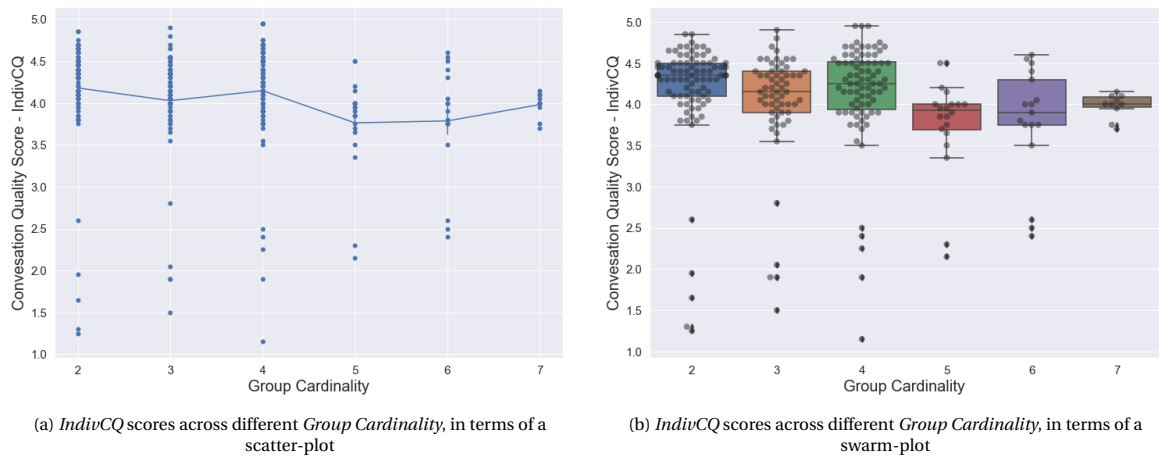 5.0
4.5
4.0
3.5
3.0
2.5
2.0
1.5
1.0
Convesation Quality Score - IndivCQ
2 3 4 5 6 7
Group Cardinality
(a) IndivCQ scores across different Group Cardinality, in terms of a
scatter-plot
5.0
4.5
4.0
3.5
3.0
2.5
2.0
1.5
1.0
Convesation Quality Score - IndivCQ
2 3 4 5 6 7
Group Cardinality
(b) IndivCQ scores across different Group Cardinality, in terms of a
swarm-plot